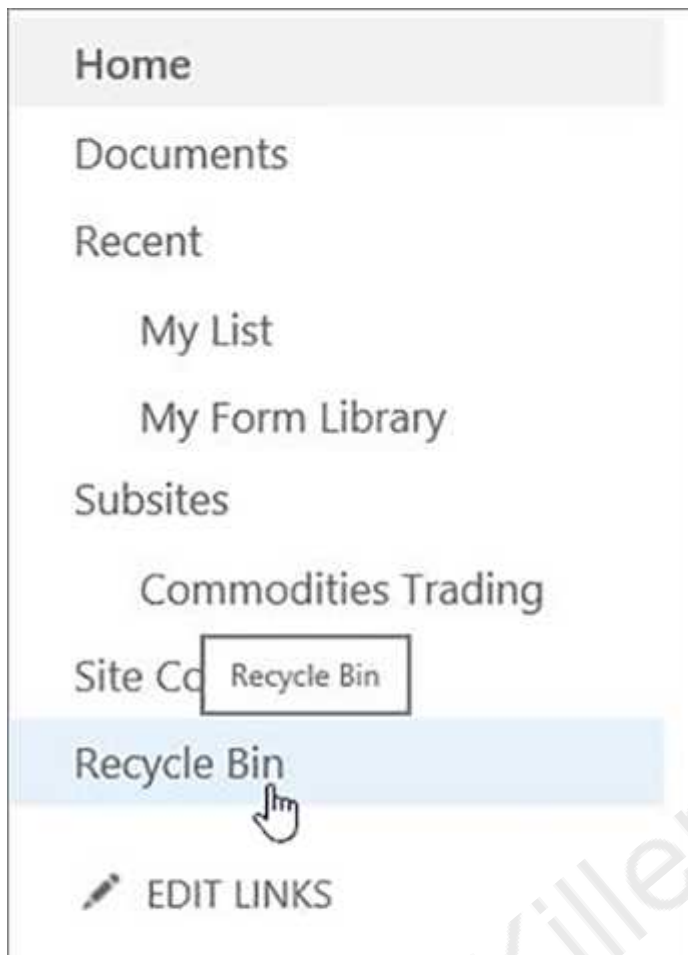 Home
Documents
Recent
My List
My Form Library
Subsites
Commodities Trading
Site Co
Recycle Bin
Recycle Bin
EDIT LINKS